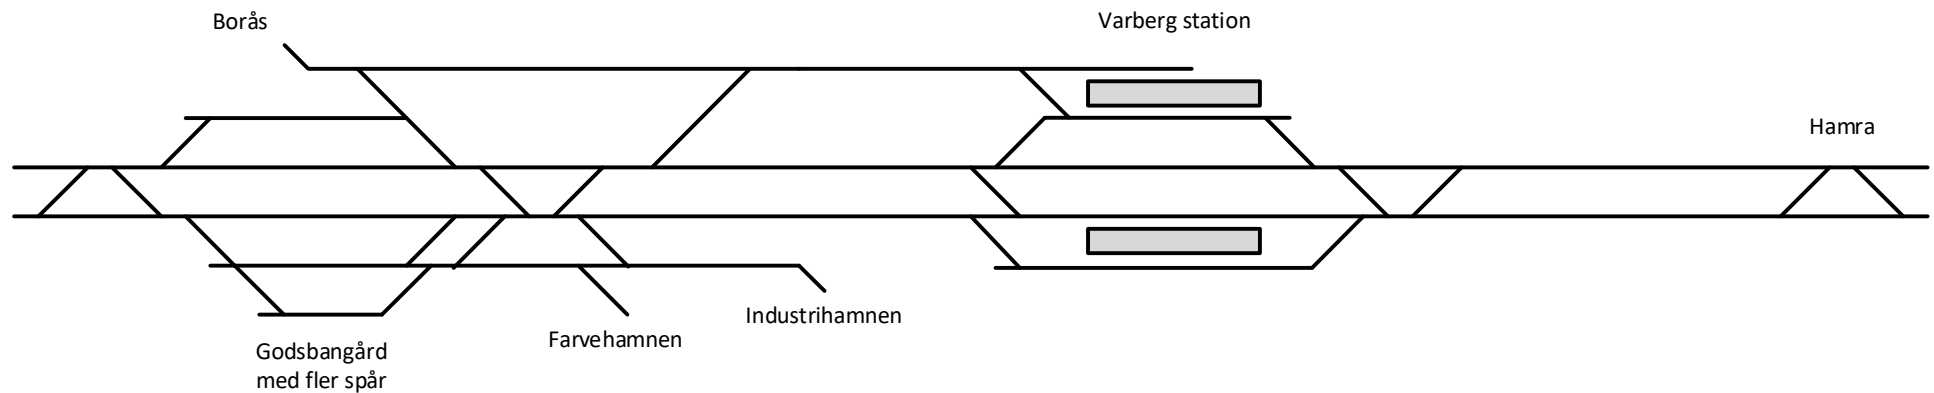 Borås
Varberg station
Hamra
Industrihamnen
Farvehamnen
Godsbangård
med fler spår